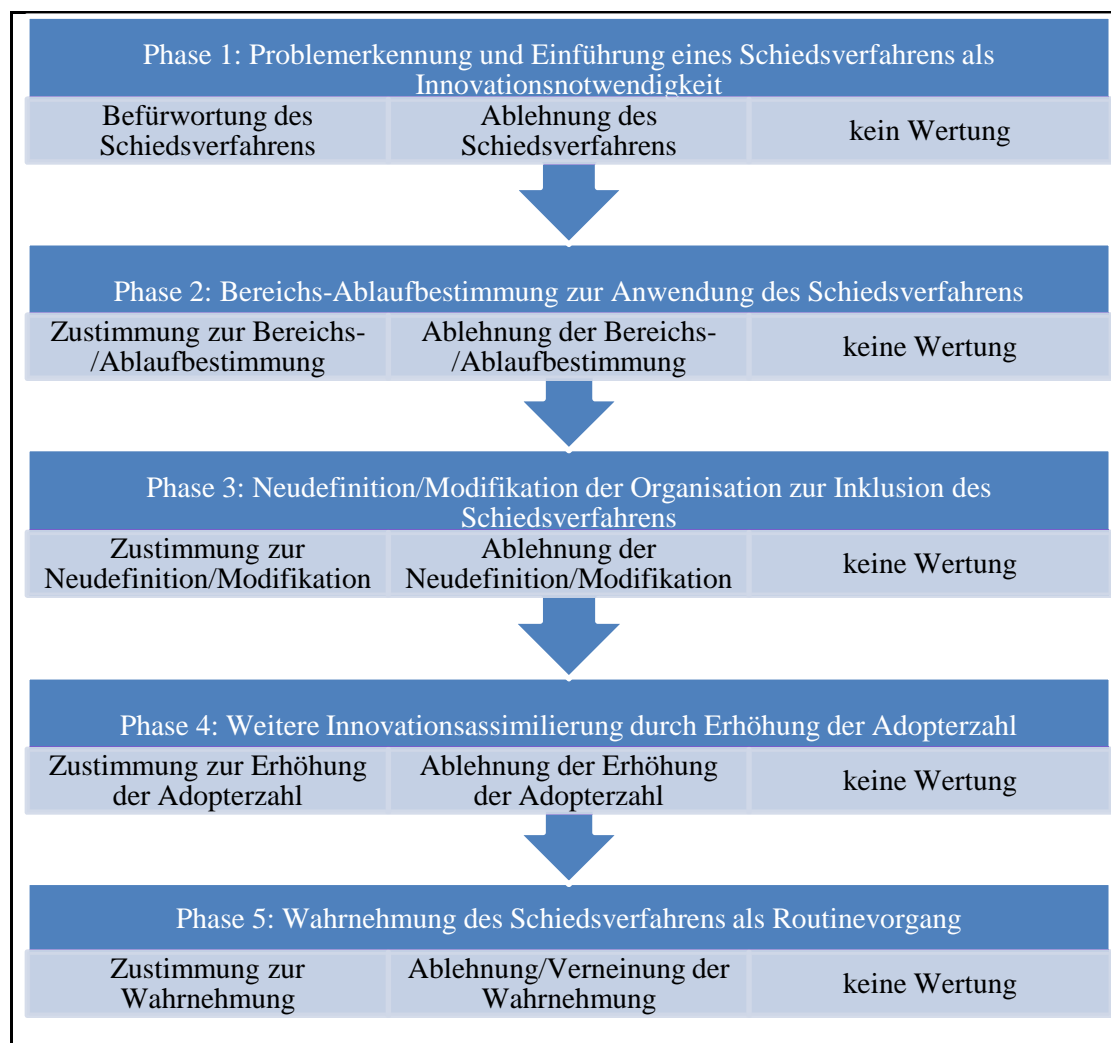 Phase 1: Problemerkennung und Einführung eines Schiedsverfahrens als
Innovationsnotwendigkeit
Befürwortung des
Schiedsverfahrens
Ablehnung des
Schiedsverfahrens
kein Wertung
Phase 2: Bereichs-Ablaufbestimmung zur Anwendung des Schiedsverfahrens
Zustimmung zur Bereichs-
/Ablaufbestimmung
Ablehnung der Bereichs-
/Ablaufbestimmung
keine Wertung
Phase 3: Neudefinition/Modifikation der Organisation zur Inklusion des
Schiedsverfahrens
Zustimmung zur
Neudefinition/Modifikation
Ablehnung der
Neudefinition/Modifikation
keine Wertung
Phase 4: Weitere Innovationsassimilierung durch Erhöhung der Adopterzahl
Zustimmung zur Erhöhung
der Adopterzahl
Ablehnung der Erhöhung
der Adopterzahl
keine Wertung
Phase 5: Wahrnehmung des Schiedsverfahrens als Routinevorgang
Zustimmung zur
Wahrnehmung
Ablehnung/Verneinung der
Wahrnehmung
keine Wertung